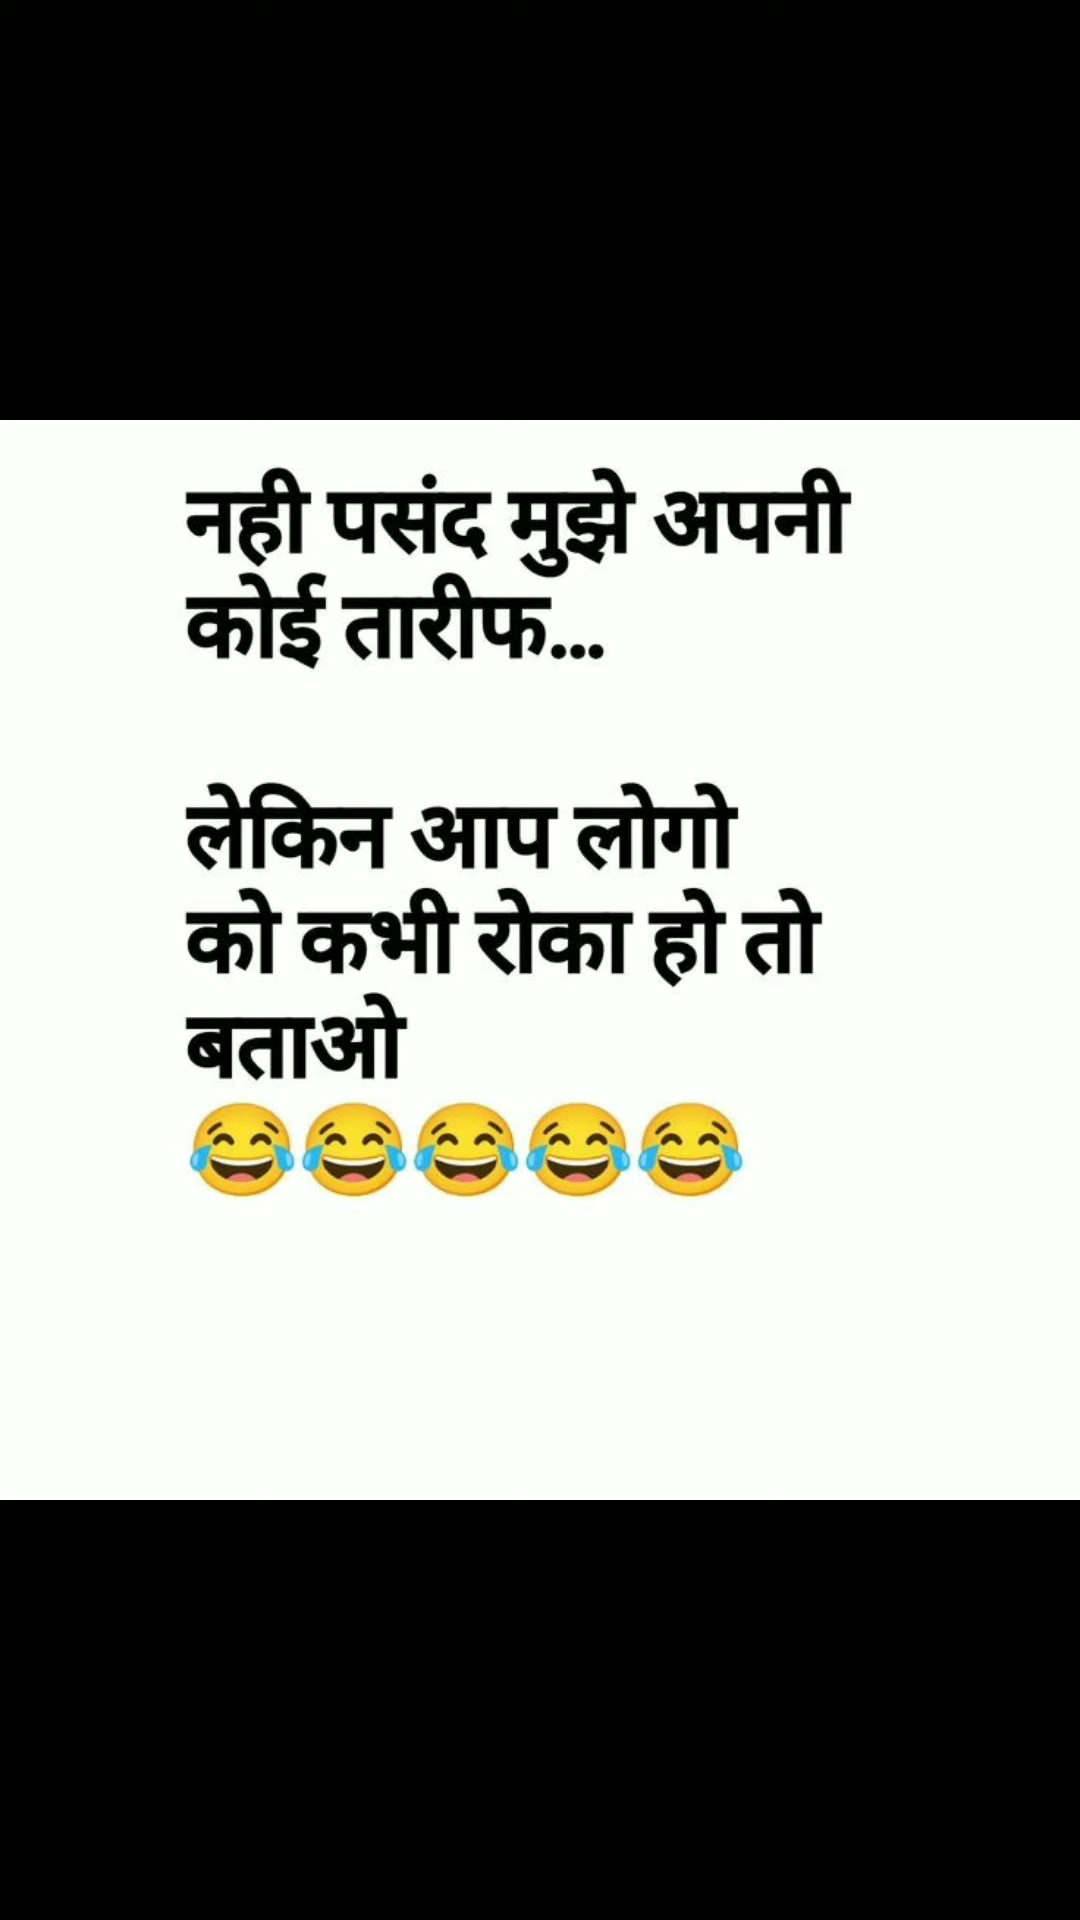 नही पसंद मुझे अपनी
कोई तारीफ...
लेकिन आप लोगो
को कभी रोका हो तो
बताओ
😂😂😂😂😂